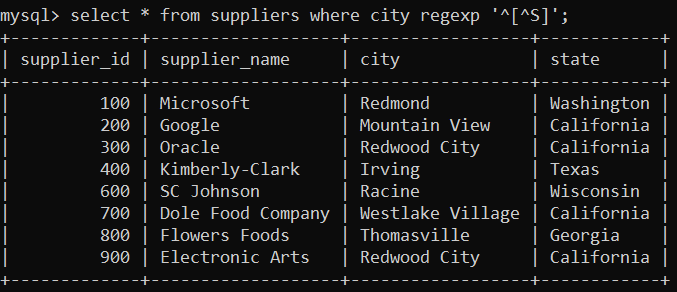 mysql> select * from suppliers where city regexp '^[^S]';
+-------------+-------------------+------------------+------------+
| supplier_id | supplier_name     | city             | state      |
+-------------+-------------------+------------------+------------+
|         100 | Microsoft         | Redmond          | Washington |
|         200 | Google            | Mountain View    | California |
|         300 | Oracle            | Redwood City     | California |
|         400 | Kimberly-Clark    | Irving           | Texas      |
|         600 | SC Johnson        | Racine           | Wisconsin  |
|         700 | Dole Food Company | Westlake Village | California |
|         800 | Flowers Foods     | Thomasville      | Georgia    |
|         900 | Electronic Arts   | Redwood City     | California |
+-------------+-------------------+------------------+------------+